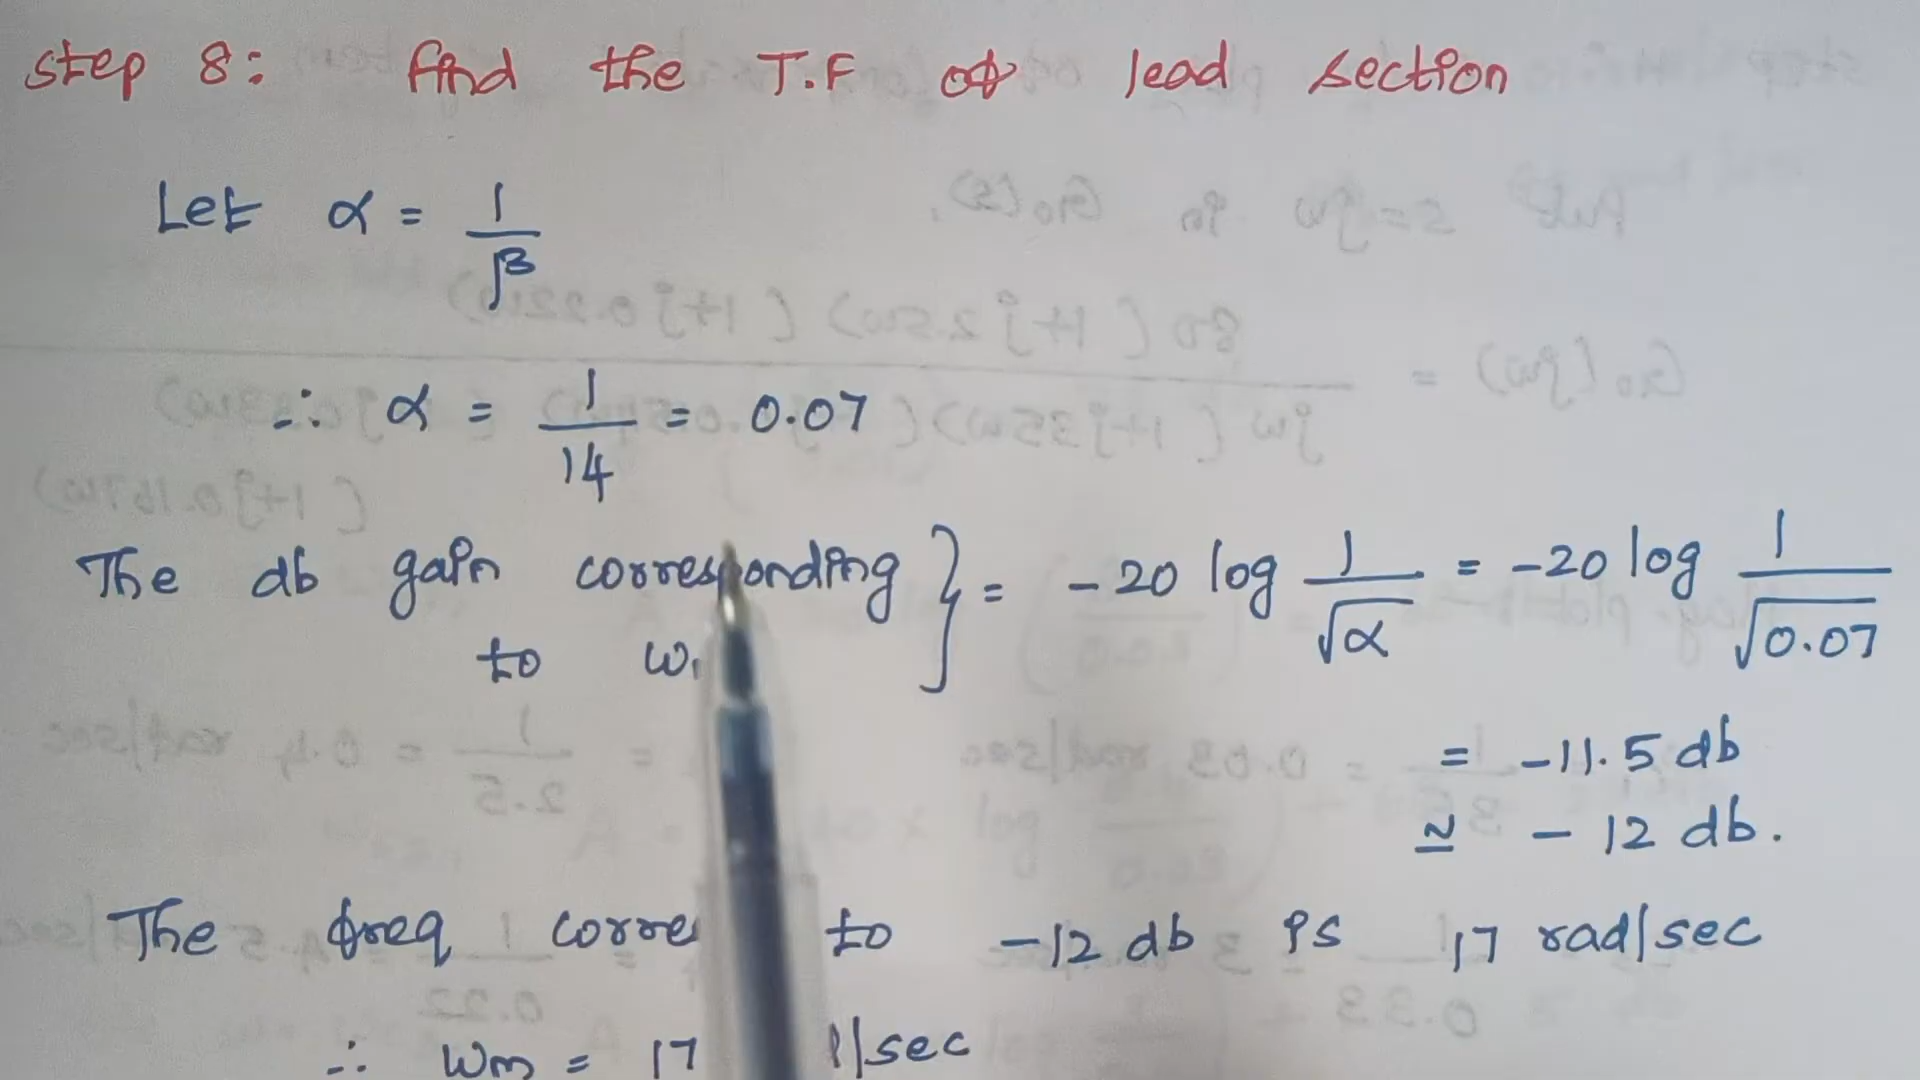 step 8: find the T.F of lead section
Let α = 1/β
∴ α = 1/14 = 0.07
The db gain corresponding to } = -20 log 1/√α = -20 log 1/√0.07
= -11.5 db
≃ - 12 db.
The freq to -12 db is 17 rad/sec
∴ ωm = 17 /sec